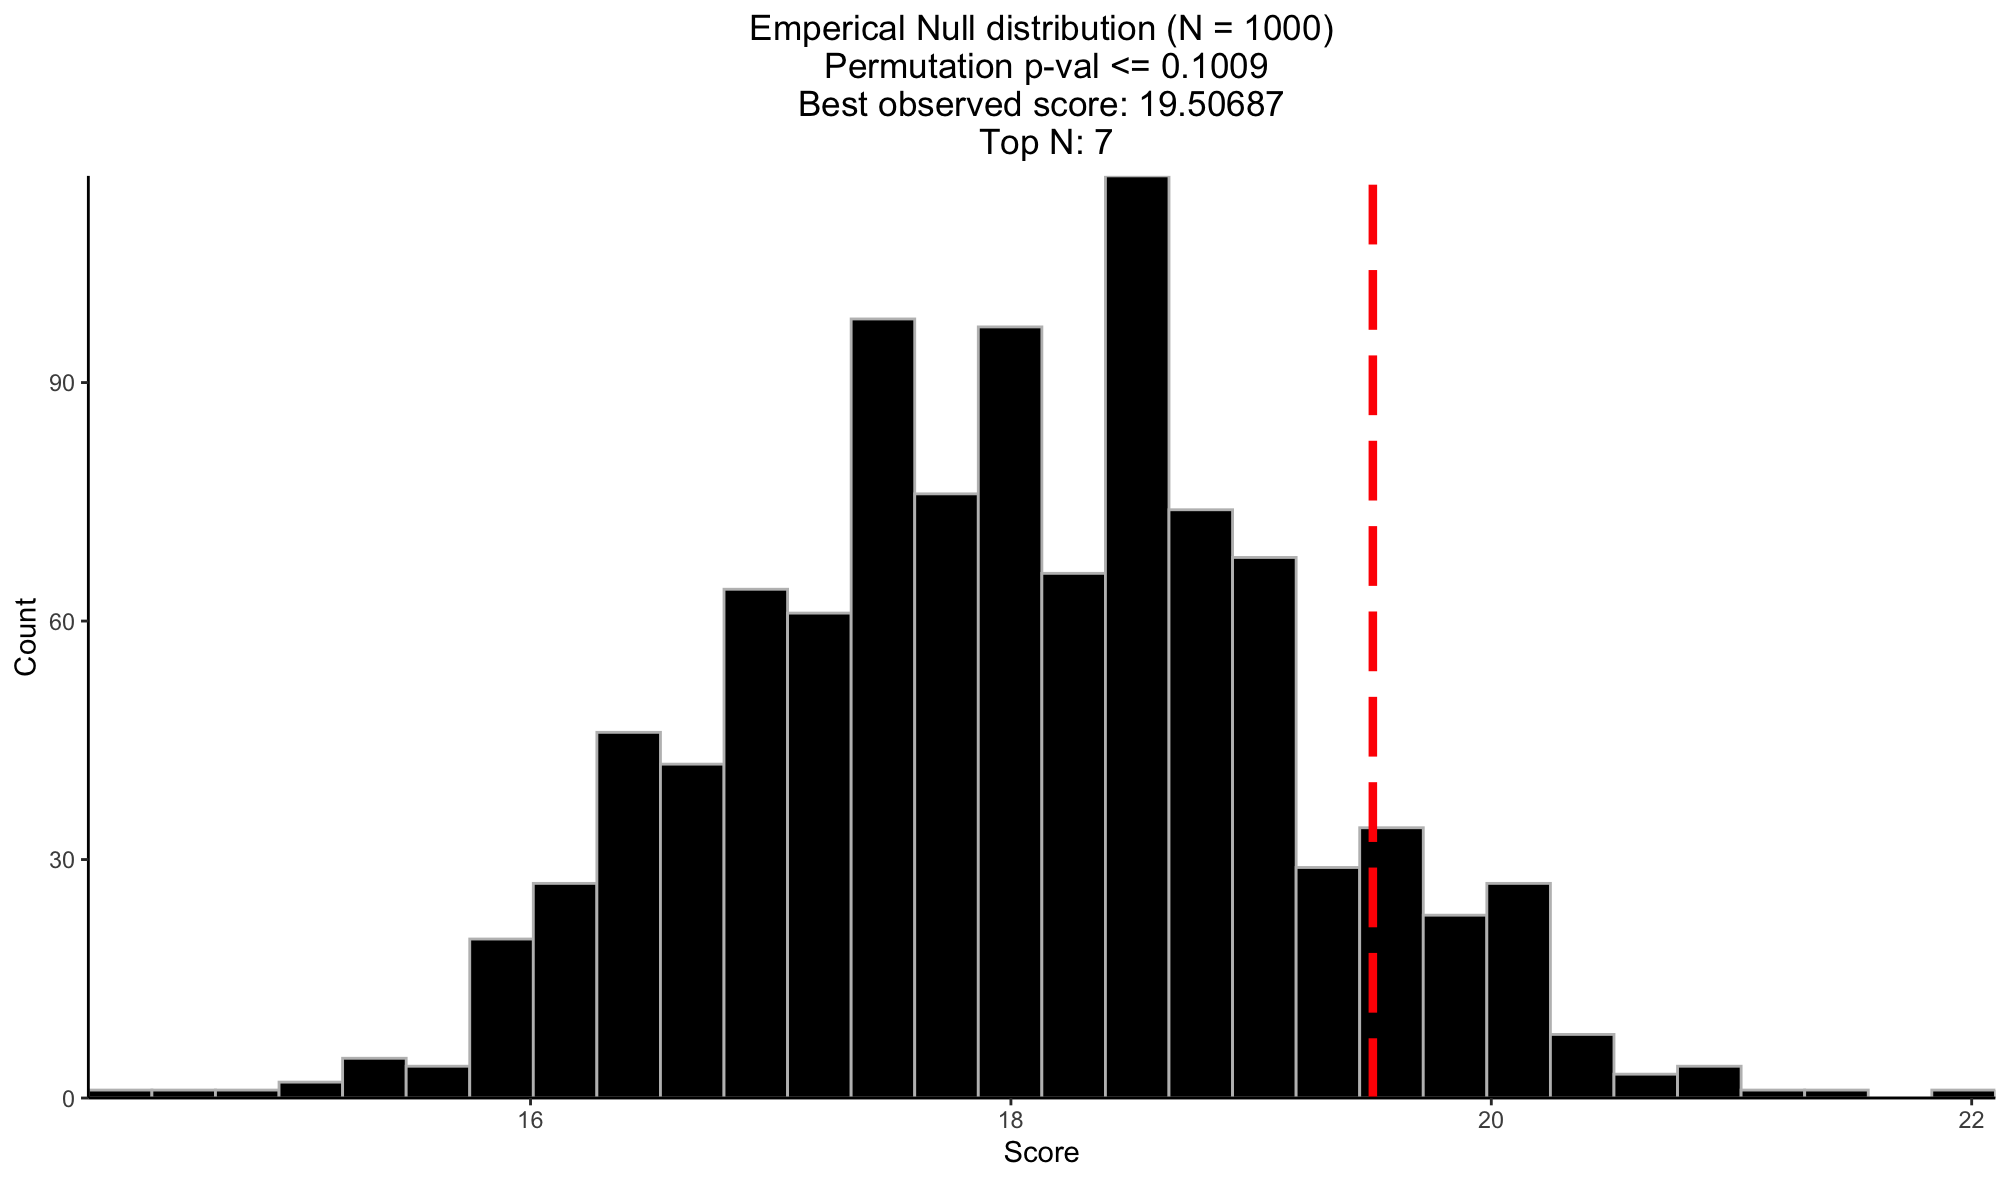 Emperical Null distribution (N = 1000)
Permutation p-val <= 0.1009
Best observed score: 19.50687
Top N: 7
Count
90
60
30
0
16
18
20
22
Score